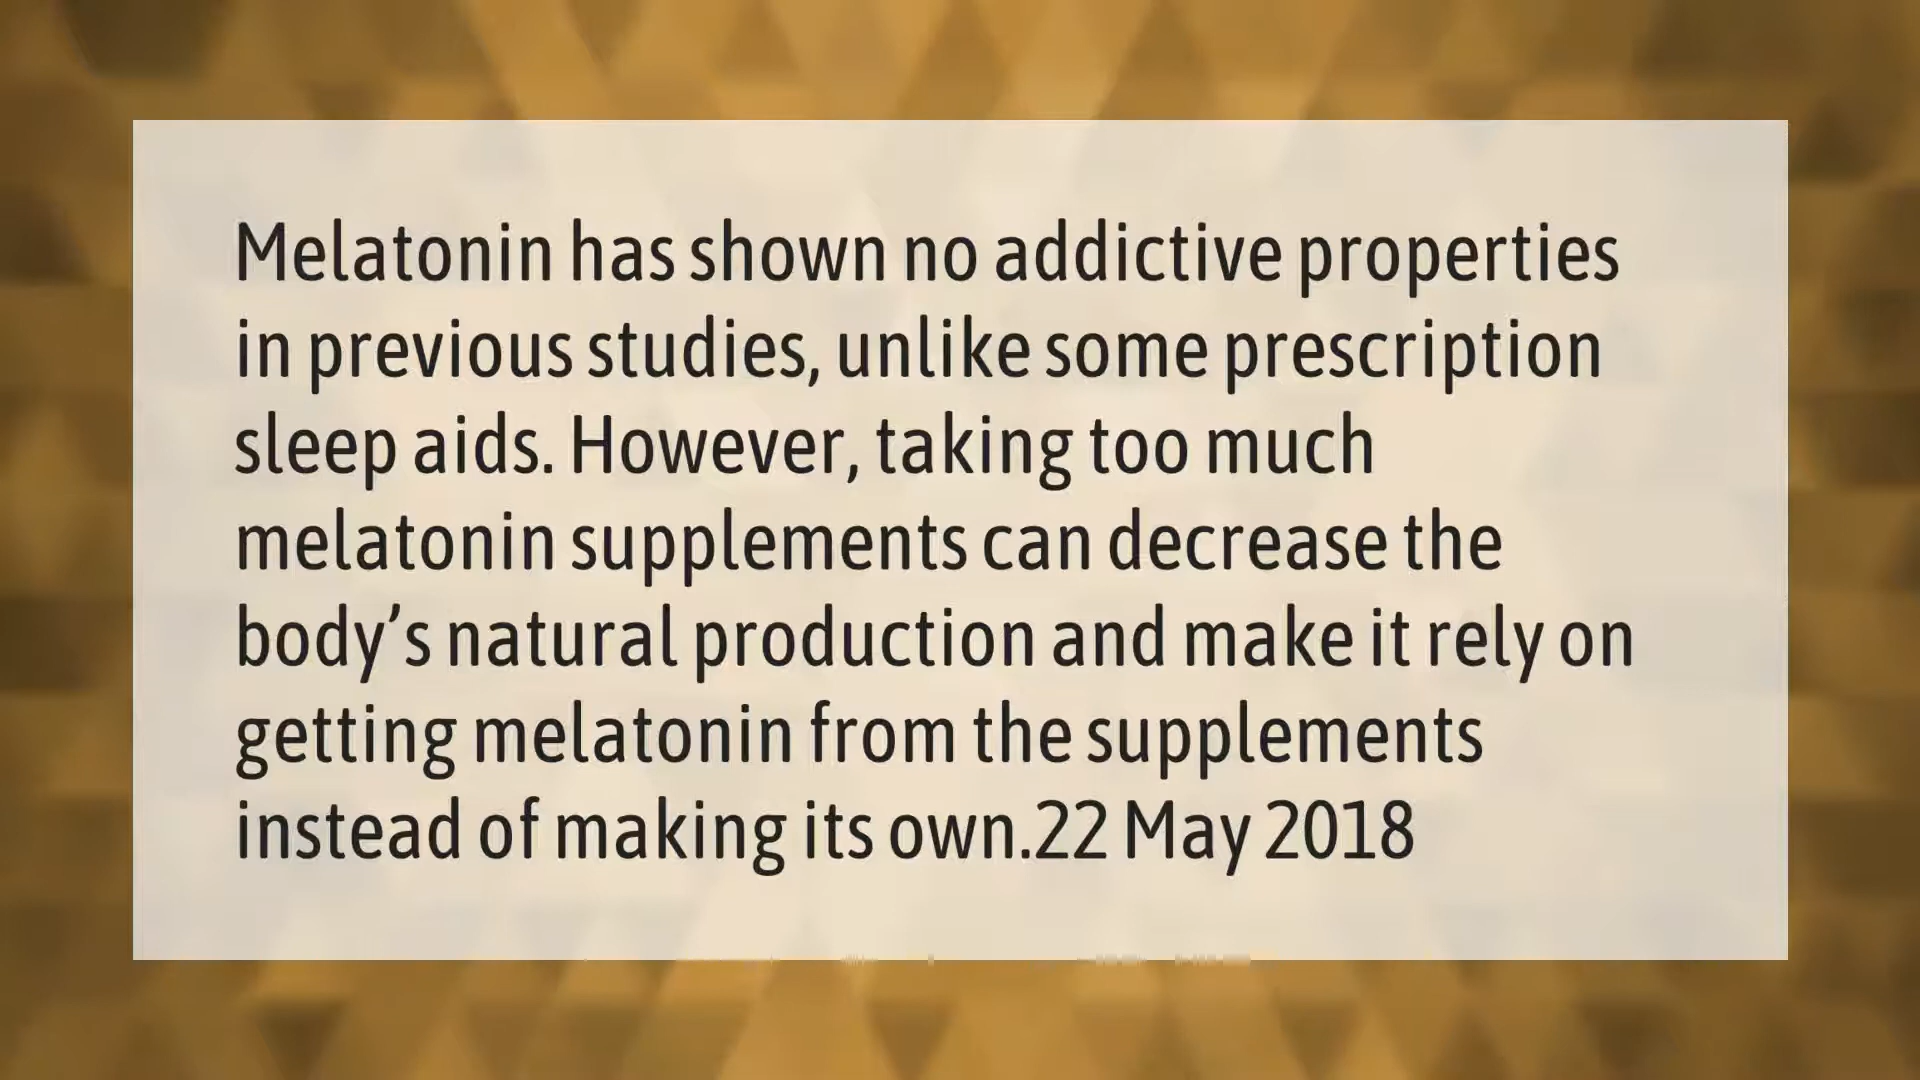 Melatonin has shown no addictive properties
in previous studies, unlike some prescription
sleep aids. However, taking too much
melatonin supplements can decrease the
body’s natural production and make it rely on
getting melatonin from the supplements
instead of making its own.22 May 2018